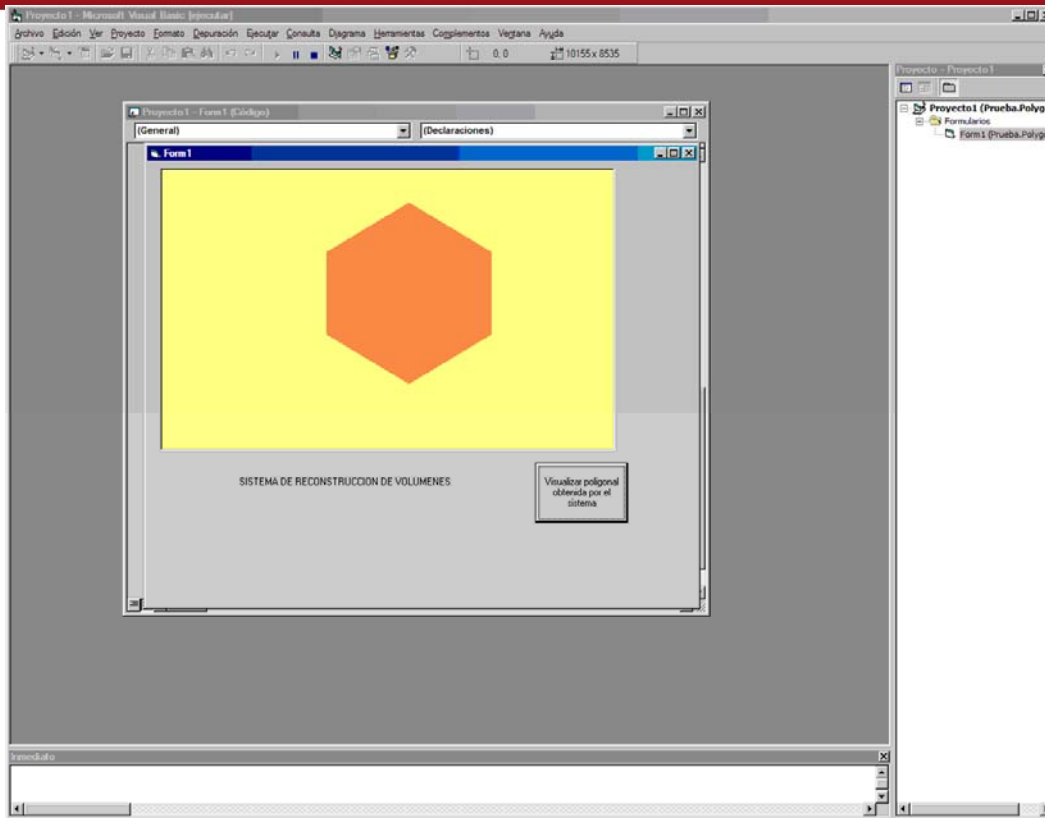 Proyecto1 - Microsoft Visual Basic [ejecutar]
Archivo Edición Ver Proyecto Formato Depuración Ejecutar Consulta Diagrama Herramientas Complementos Ventana Ayuda
0, 0 10155 x 8535
Proyecto - Proyecto1
Proyecto1 (Prueba.Polyg
Formularios
Form1 (Prueba.Polyg
Proyecto1 - Form1 (Código)
(General) (Declaraciones)
Form1
SISTEMA DE RECONSTRUCCION DE VOLUMENES
Visualizar poligonal
obtenida por el
sistema
Inmediato